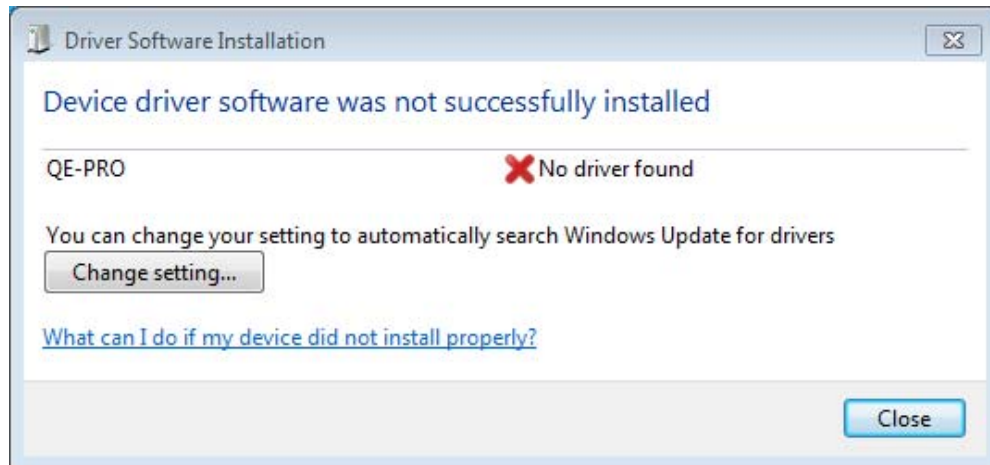 Driver Software Installation
Device driver software was not successfully installed
QE-PRO No driver found
You can change your setting to automatically search Windows Update for drivers
Change setting...
What can I do if my device did not install properly?
Close